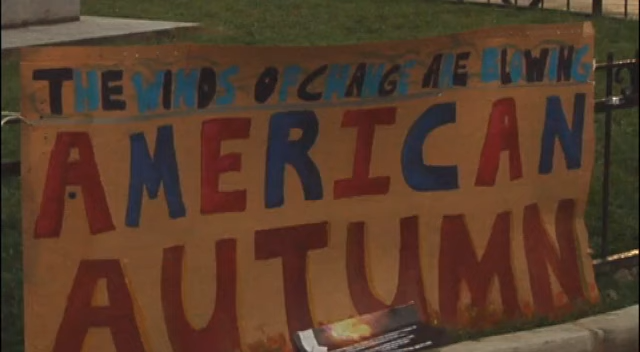 THE WINDS OF CHANGE ARE BLOWING
AMERICAN
AUTUMN